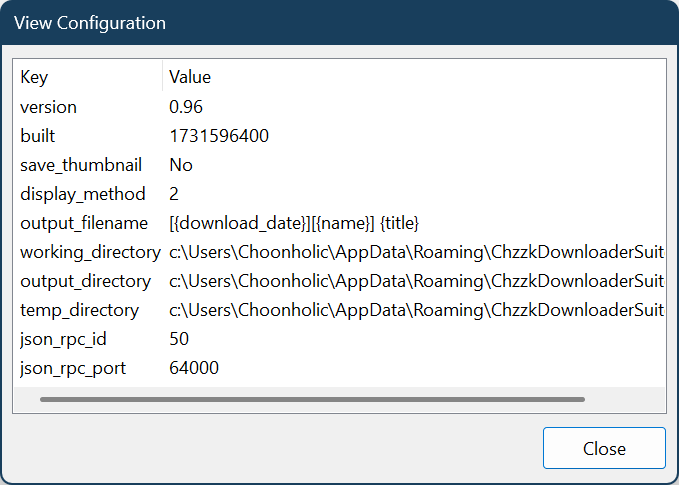 View Configuration
Key Value
version 0.96
built 1731596400
save_thumbnail No
display_method 2
output_filename [{download_date}][{name}] {title}
working_directory c:\Users\Choonholic\AppData\Roaming\ChzzkDownloaderSuit
output_directory c:\Users\Choonholic\AppData\Roaming\ChzzkDownloaderSuit
temp_directory c:\Users\Choonholic\AppData\Roaming\ChzzkDownloaderSuit
json_rpc_id 50
json_rpc_port 64000
Close